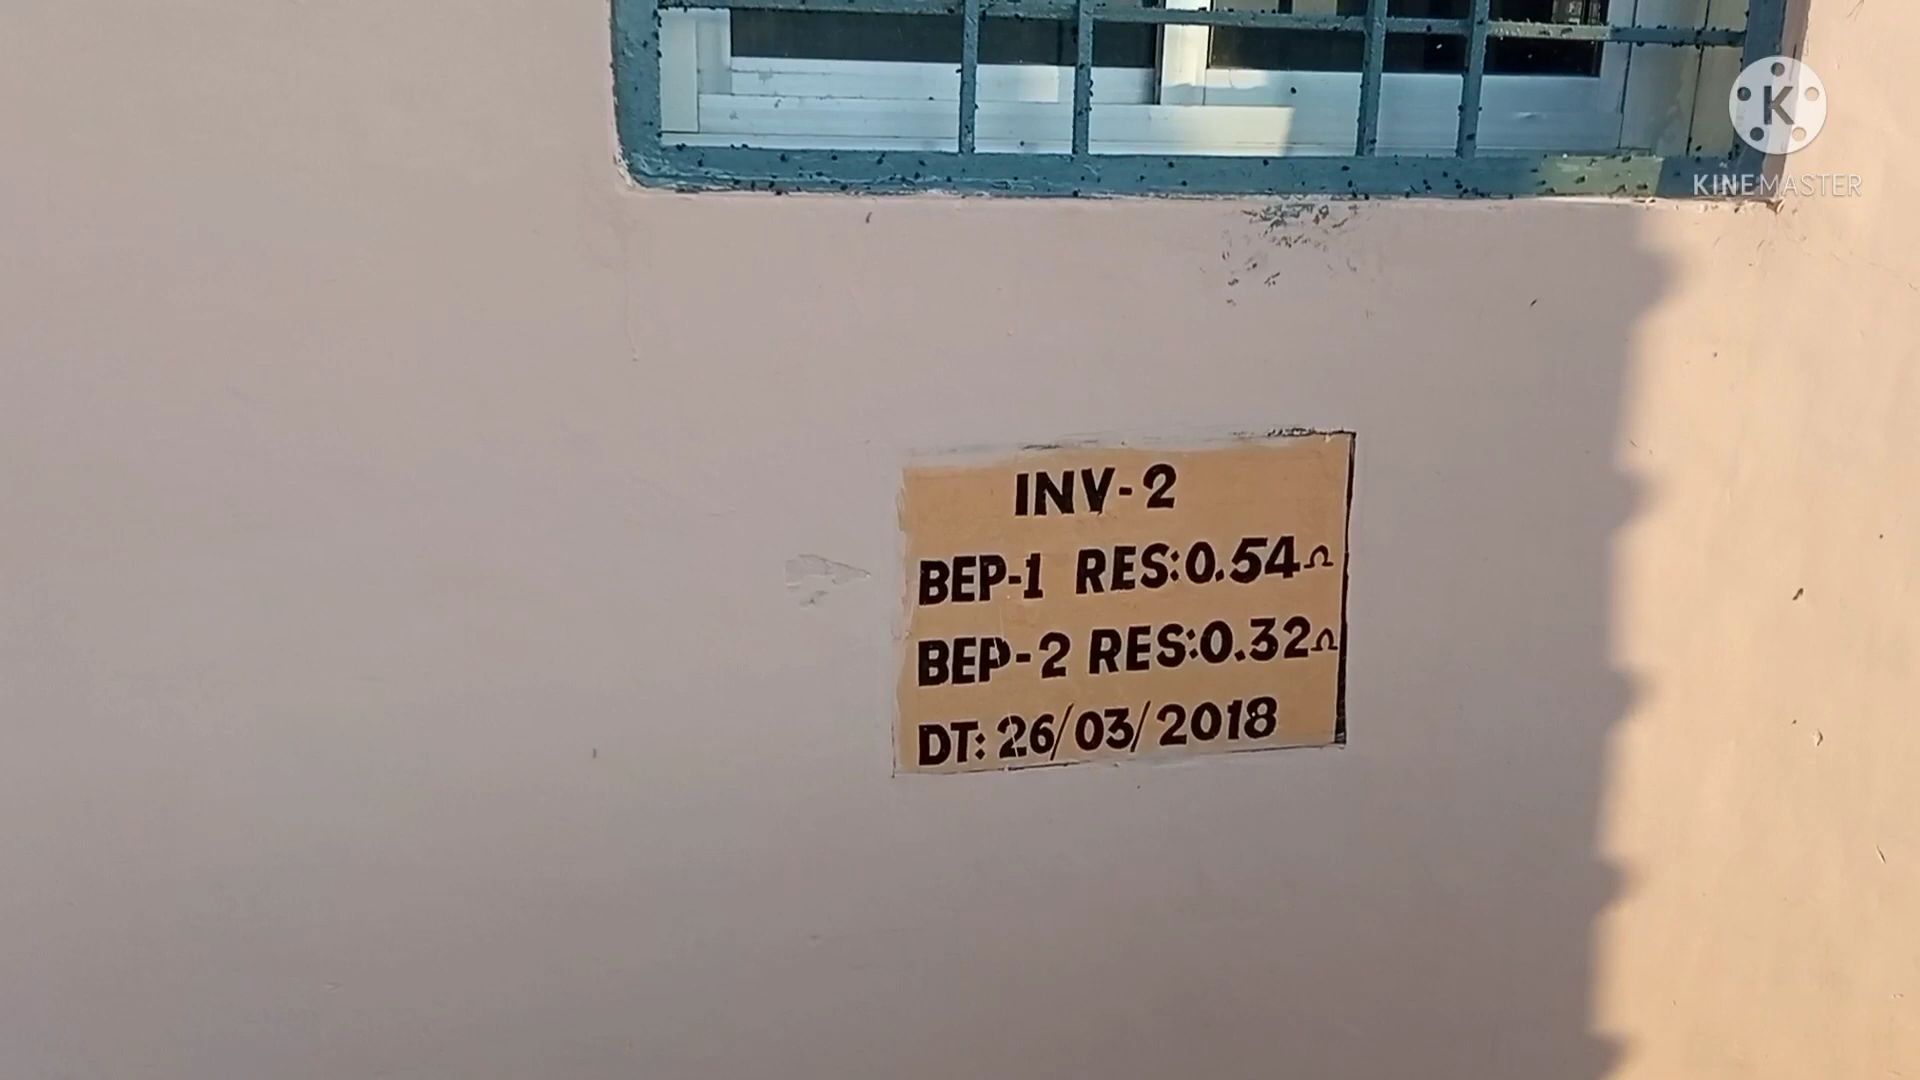 K
KINEMASTER
INV-2
BEP-1 RES:0.54Ω
BEP-2 RES:0.32Ω
DT: 26/03/2018